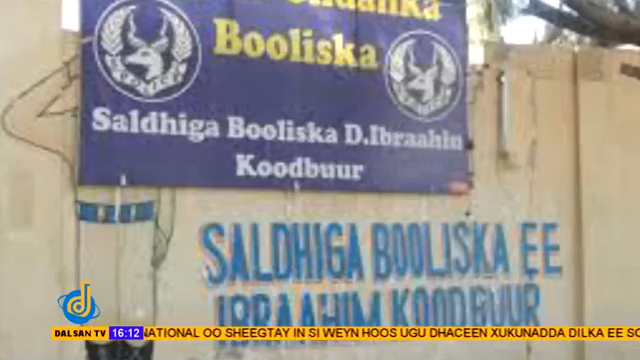 Booliska
Saldhiga Booliska D.Ibraahin
Koodbuur
SALDHIGA BOOLISKA EE
IBRAAHIM KOODBUUR
DALSAN TV
16:12
NATIONAL OO SHEEGTAY IN SI WEYN HOOS UGU DHACEEN XUKUNADDA DILKA EE SO